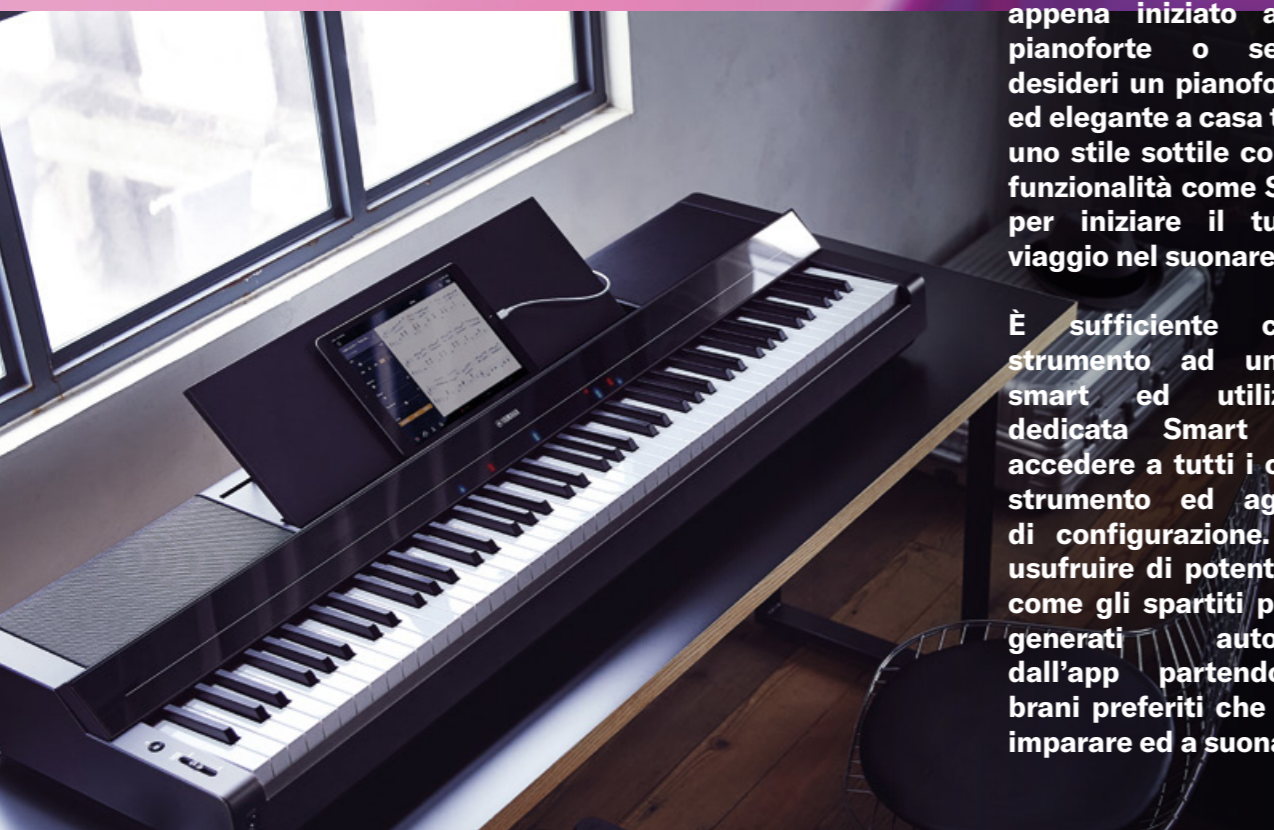 YAMAHA
appena iniziato a
pianoforte o se
desideri un pianofo
ed elegante a casa t
uno stile sottile co
funzionalità come S
per iniziare il tu
viaggio nel suonare
È sufficiente c
strumento ad un
smart ed utiliz
dedicata Smart
accedere a tutti i c
strumento ed ag
di configurazione.
usufruire di potent
come gli spartiti p
generati auto
dall’app partendo
brani preferiti che
imparare ed a suona